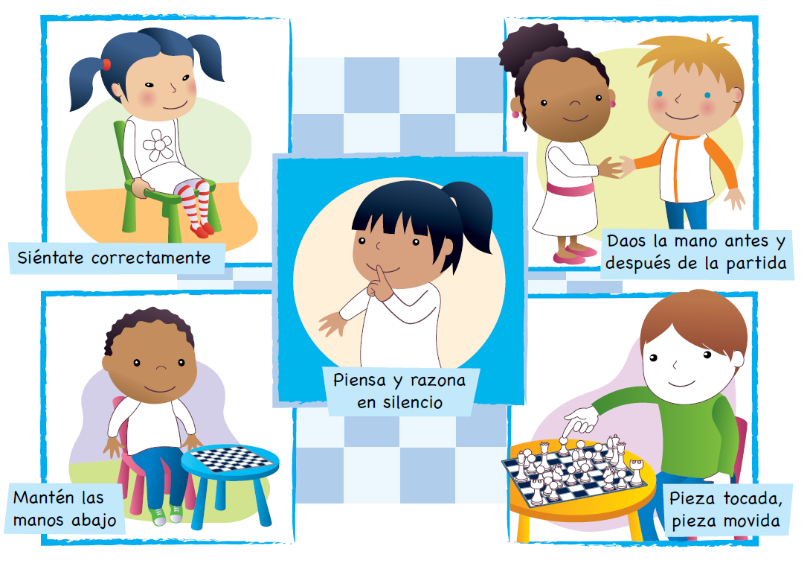 Siéntate correctamente
Daos la mano antes y
después de la partida
Piensa y razona
en silencio
Mantén las
manos abajo
Pieza tocada,
pieza movida